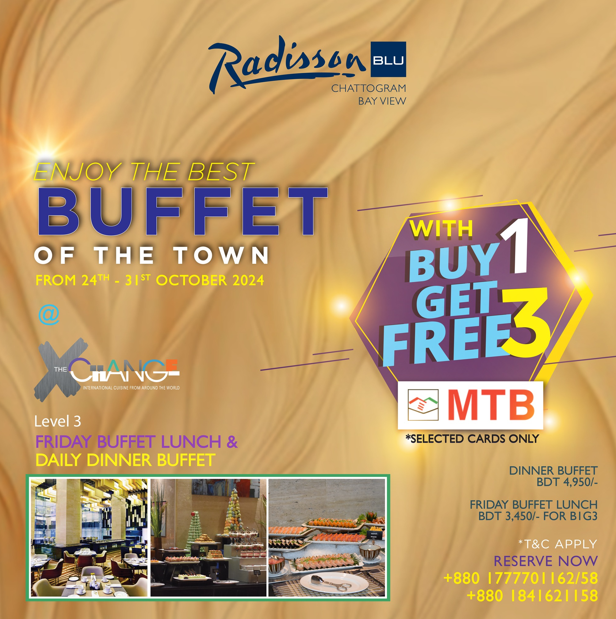 Radisson BLU
CHATTOGRAM
BAY VIEW
ENJOY THE BEST
BUFFET
OF THE TOWN
FROM 24TH - 31ST OCTOBER 2024
@
THE XCHANGE
INTERNATIONAL CUISINE FROM AROUND THE WORLD
Level 3
FRIDAY BUFFET LUNCH &
DAILY DINNER BUFFET
WITH
BUY 1
GET
FREE 3
MTB
*SELECTED CARDS ONLY
DINNER BUFFET
BDT 4,950/-
FRIDAY BUFFET LUNCH
BDT 3,450/- FOR B1G3
*T&C APPLY
RESERVE NOW
+880 1777701162/58
+880 1841621158